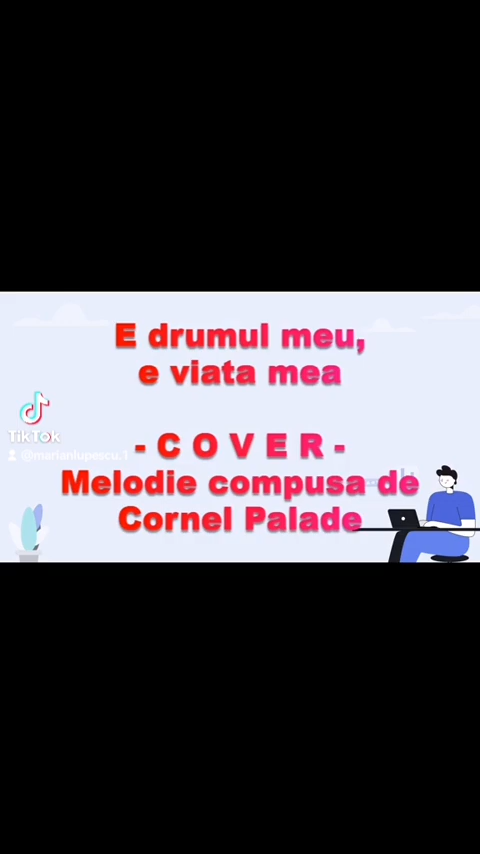 E drumul meu,
e viata mea
TikTok
@marianlupescu.1
- C O V E R -
Melodie compusa de
Cornel Palade